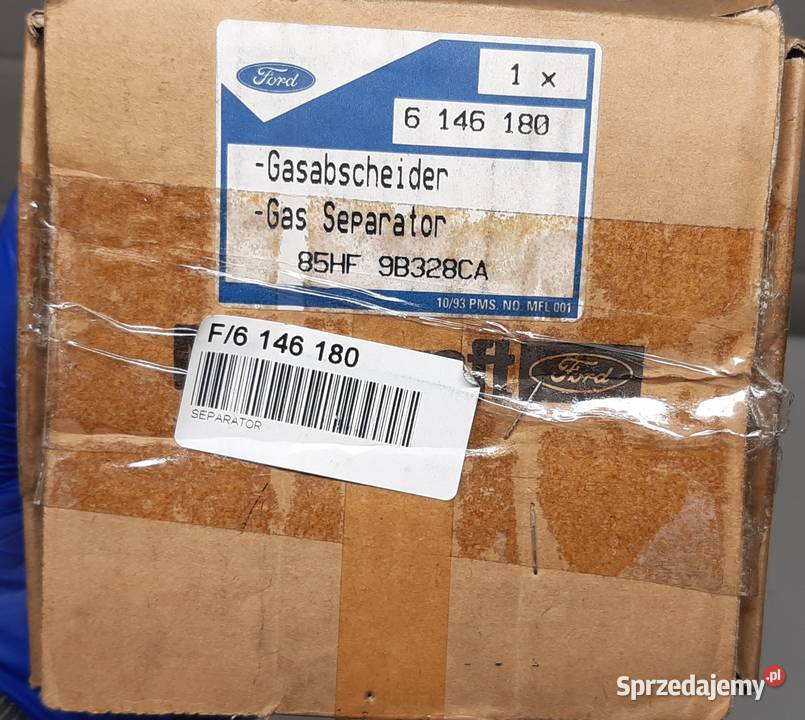 Ford
1 x
6 146 180
-Gasabscheider
-Gas Separator
85HF 9B328CA
10/93 PMS. NO. MFL 001
F/6 146 180
SEPARATOR
Ford
Sprzedajemy.pl